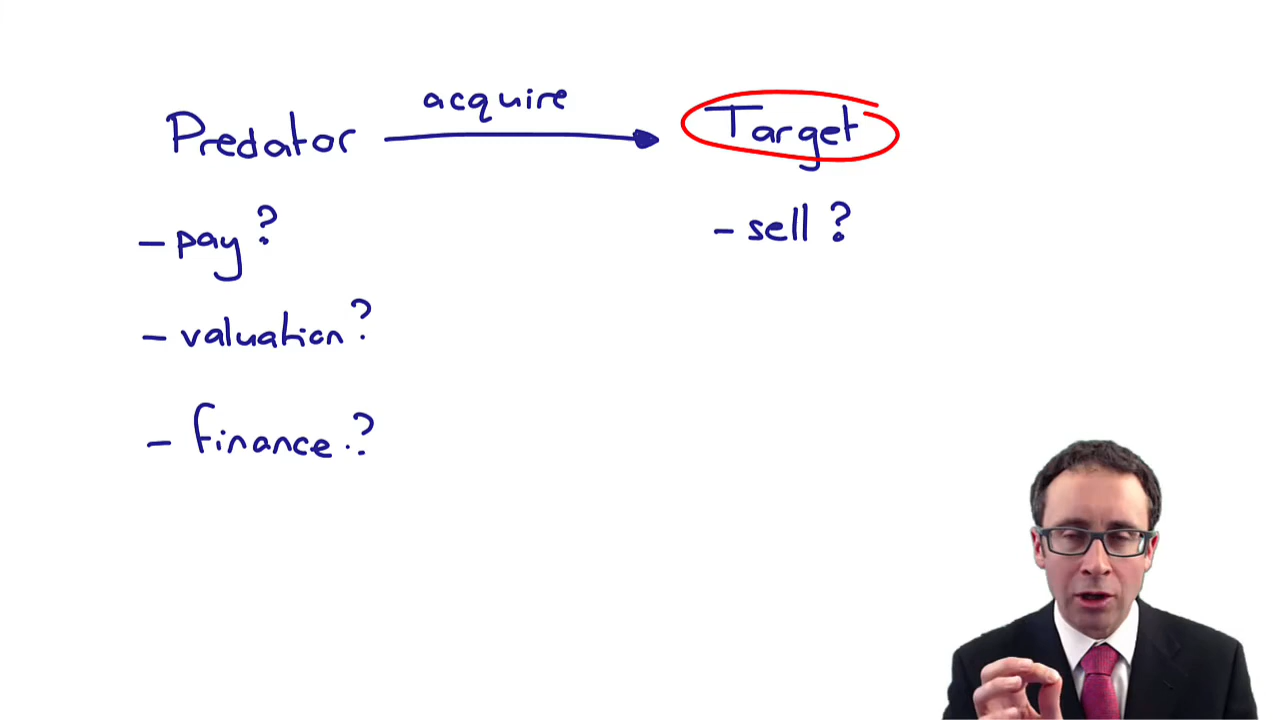 acquire
Predator Target
- pay?
- sell?
- valuation?
- finance.?